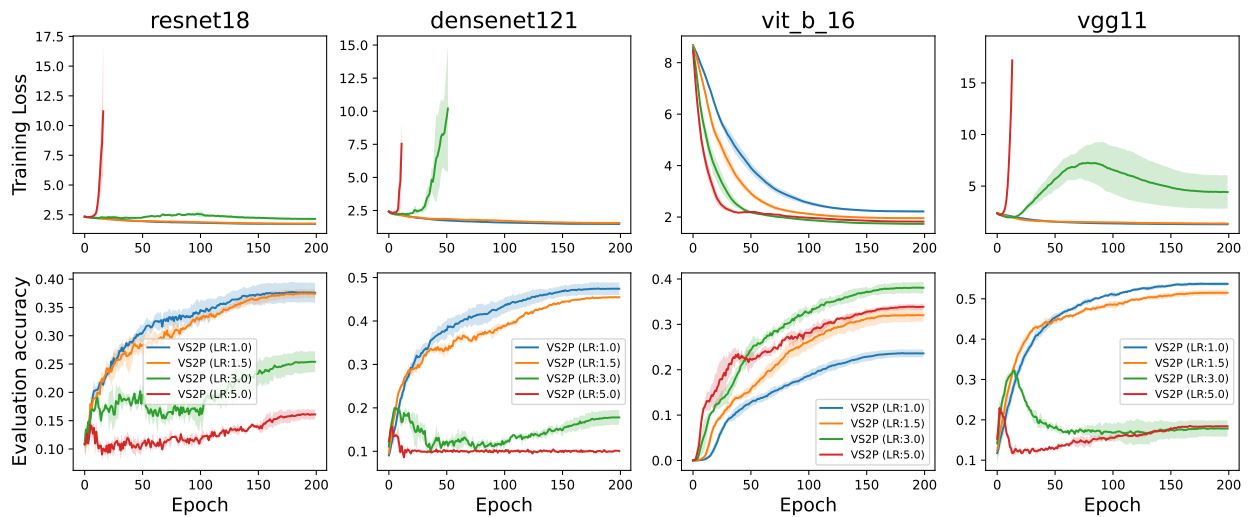 resnet18
densenet121
vit_b_16
vgg11
Training Loss
17.5
15.0
12.5
10.0
7.5
5.0
2.5
0 50 100 150 200
15.0
12.5
10.0
7.5
5.0
2.5
0 50 100 150 200
8
6
4
2
0 50 100 150 200
15
10
5
0 50 100 150 200
Evaluation accuracy
0.40
0.35
0.30
0.25
0.20
0.15
0.10
VS2P (LR:1.0)
VS2P (LR:1.5)
VS2P (LR:3.0)
VS2P (LR:5.0)
0 50 100 150 200
Epoch
0.5
0.4
0.3
0.2
0.1
VS2P (LR:1.0)
VS2P (LR:1.5)
VS2P (LR:3.0)
VS2P (LR:5.0)
0 50 100 150 200
Epoch
0.4
0.3
0.2
0.1
0.0
VS2P (LR:1.0)
VS2P (LR:1.5)
VS2P (LR:3.0)
VS2P (LR:5.0)
0 50 100 150 200
Epoch
0.5
0.4
0.3
0.2
0.1
VS2P (LR:1.0)
VS2P (LR:1.5)
VS2P (LR:3.0)
VS2P (LR:5.0)
0 50 100 150 200
Epoch